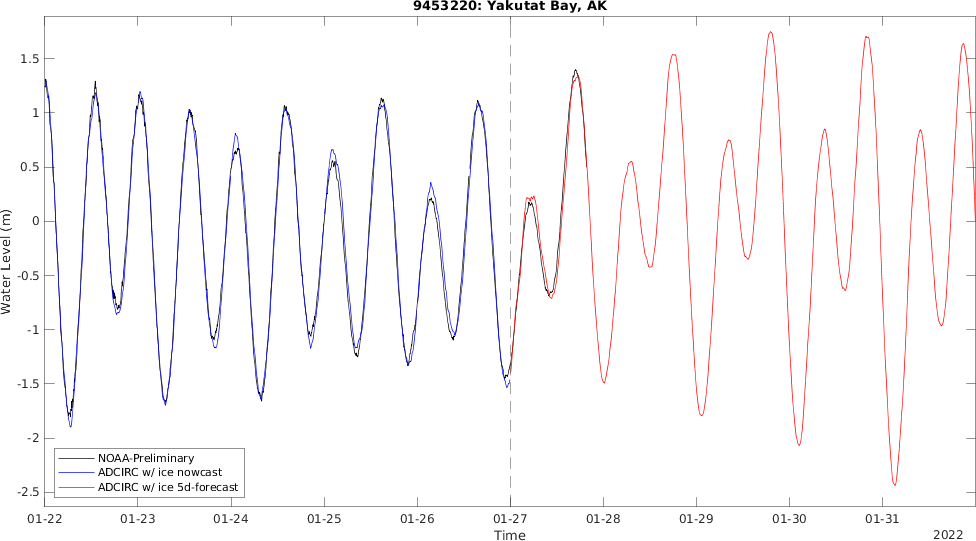 9453220: Yakutat Bay, AK
Water Level (m)
1.5
1
0.5
0
-0.5
-1
-1.5
-2
-2.5
NOAA-Preliminary
ADCIRC w/ ice nowcast
ADCIRC w/ ice 5d-forecast
01-22 01-23 01-24 01-25 01-26 01-27 01-28 01-29 01-30 01-31
Time
2022